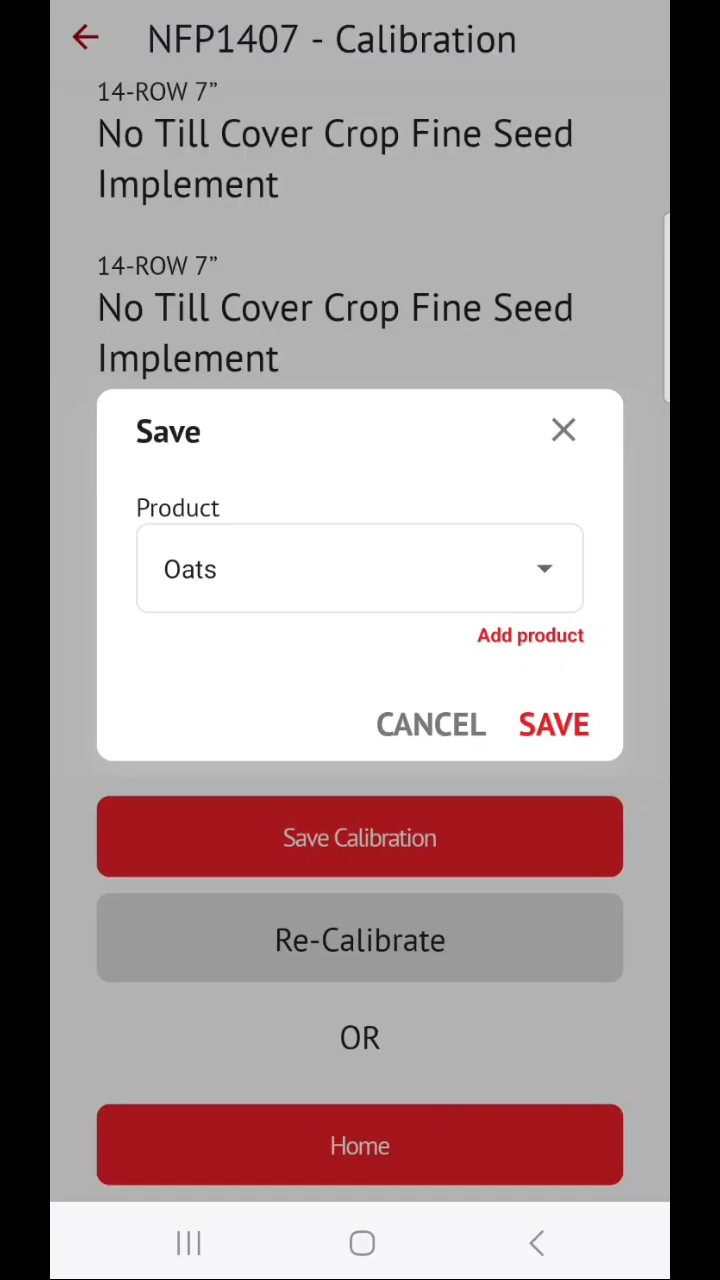 NFP1407 - Calibration
14-ROW 7”
No Till Cover Crop Fine Seed
Implement
14-ROW 7”
No Till Cover Crop Fine Seed
Implement
Save
Product
Oats
Add product
CANCEL SAVE
Save Calibration
Re-Calibrate
OR
Home